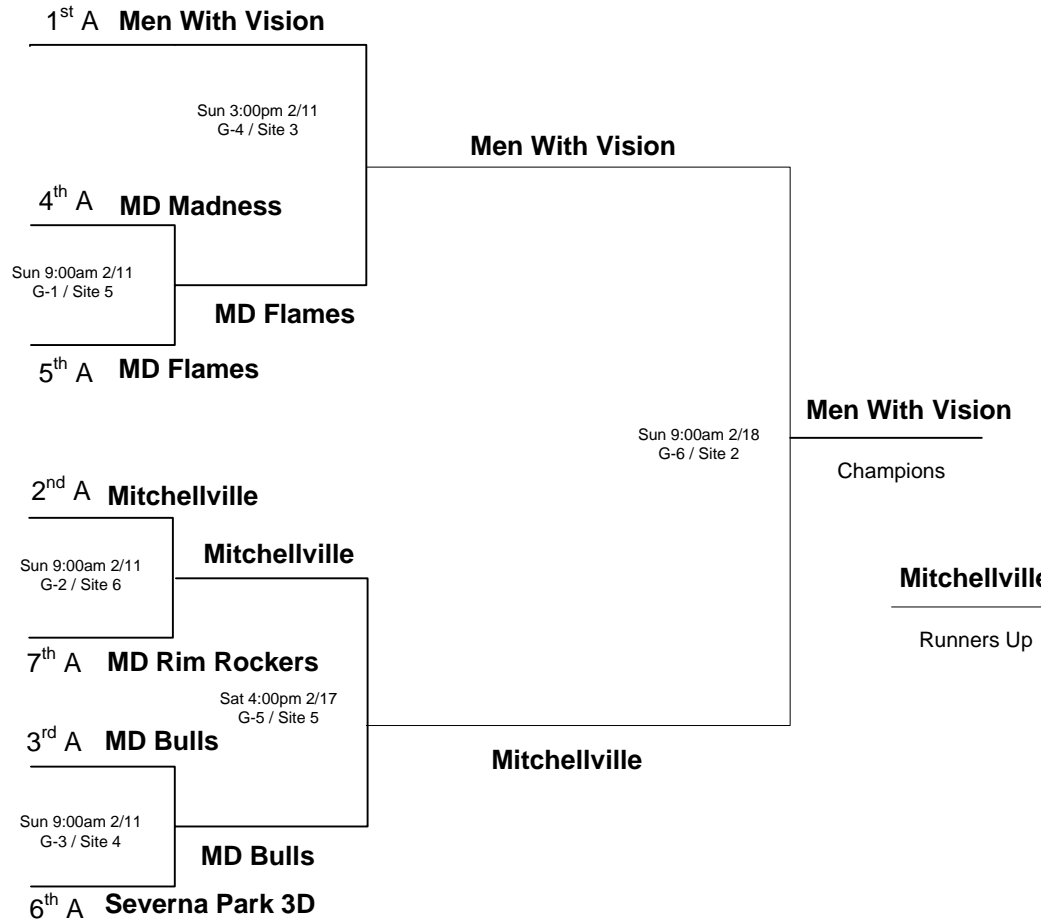 1st A Men With Vision
Sun 3:00pm 2/11
G-4 / Site 3
Men With Vision
4th A MD Madness
Sun 9:00am 2/11
G-1 / Site 5
MD Flames
5th A MD Flames
Men With Vision
Sun 9:00am 2/18
G-6 / Site 2
Champions
2nd A Mitchellville
Mitchellville
Sun 9:00am 2/11
G-2 / Site 6
Mitchellville
Runners Up
7th A MD Rim Rockers
Sat 4:00pm 2/17
G-5 / Site 5
3rd A MD Bulls
Mitchellville
Sun 9:00am 2/11
G-3 / Site 4
MD Bulls
6th A Severna Park 3D